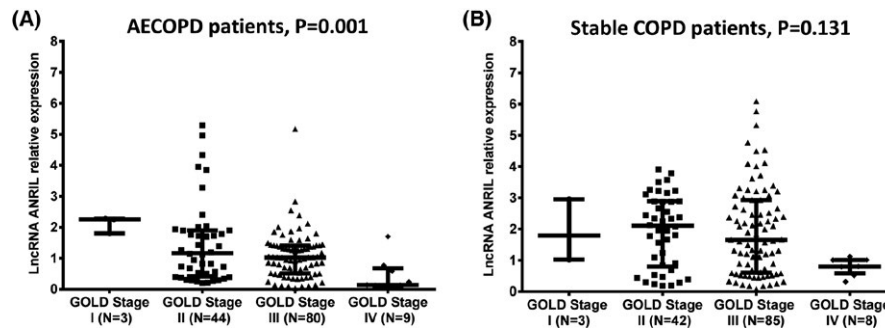 (A)
AECOPD patients, P=0.001
LncRNA ANRIL relative expression
8
7
6
5
4
3
2
1
0
GOLD Stage GOLD Stage GOLD Stage GOLD Stage
I (N=3) II (N=44) III (N=80) IV (N=9)
(B)
Stable COPD patients, P=0.131
LncRNA ANRIL relative expression
8
7
6
5
4
3
2
1
0
GOLD Stage GOLD Stage GOLD Stage GOLD Stage
I (N=3) II (N=42) III (N=85) IV (N=8)